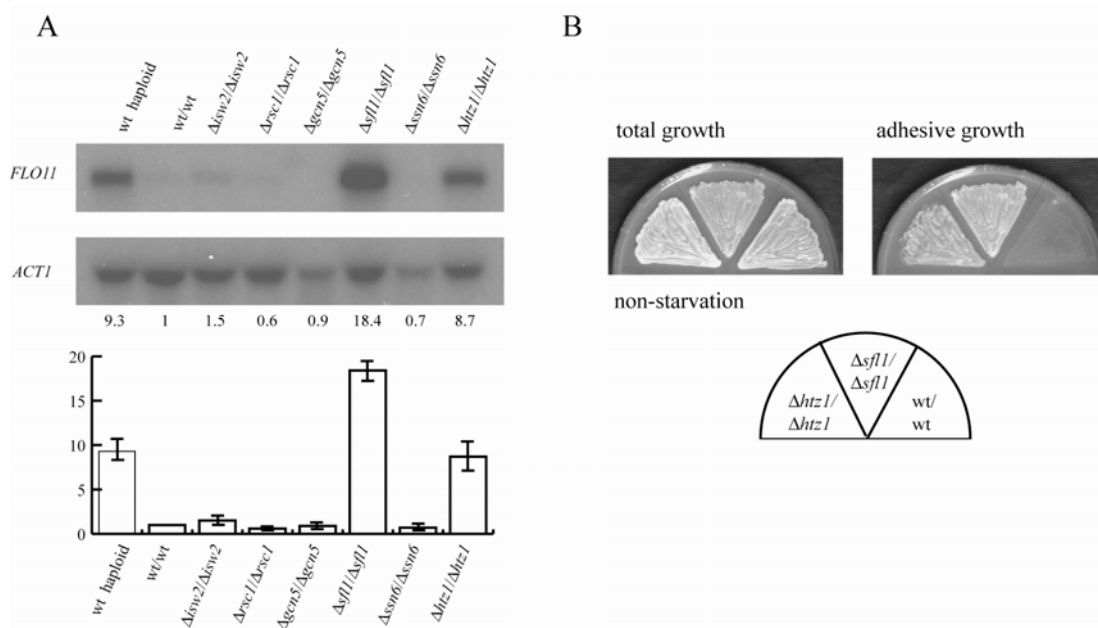 A
B
wt haploid
wt/wt
Δisw2/Δisw2
Δrsc1/Δrsc1
Δgcn5/Δgcn5
Δsfl1/Δsfl1
Δssn6/Δssn6
Δhtz1/Δhtz1
FLO11
ACT1
9.3 1 1.5 0.6 0.9 18.4 0.7 8.7
20
15
10
5
0
wt haploid
wt/wt
Δisw2/Δisw2
Δrsc1/Δrsc1
Δgcn5/Δgcn5
Δsfl1/Δsfl1
Δssn6/Δssn6
Δhtz1/Δhtz1
total growth
adhesive growth
non-starvation
Δhtz1/
Δhtz1
Δsfl1/
Δsfl1
wt/
wt